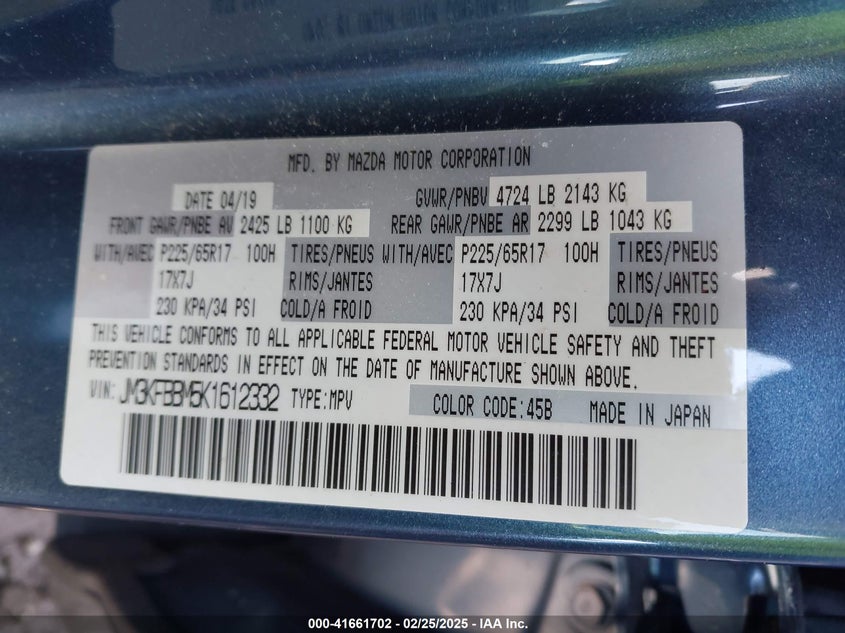 MFD. BY MAZDA MOTOR CORPORATION
DATE 04/19 GVWR/PNBV 4724 LB 2143 KG
FRONT GAWR/PNBE AV 2425 LB 1100 KG REAR GAWR/PNBE AR 2299 LB 1043 KG
WITH/AVEC P225/65R17 100H TIRES/PNEUS WITH/AVEC P225/65R17 100H TIRES/PNEUS
17X7J RIMS/JANTES 17X7J RIMS/JANTES
230 KPA/34 PSI COLD/A FROID 230 KPA/34 PSI COLD/A FROID
THIS VEHICLE CONFORMS TO ALL APPLICABLE FEDERAL MOTOR VEHICLE SAFETY AND THEFT
PREVENTION STANDARDS IN EFFECT ON THE DATE OF MANUFACTURE SHOWN ABOVE.
VIN: JM3KFBBM5K1612332 TYPE:MPV COLOR CODE:45B MADE IN JAPAN
000-41661702 - 02/25/2025 - IAA Inc.